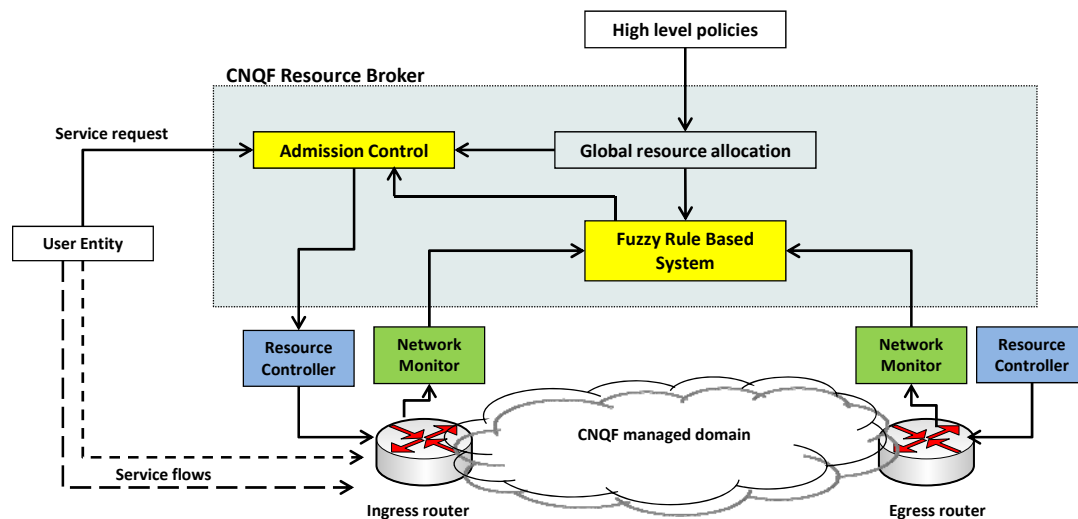 High level policies
CNQF Resource Broker
Service request
Admission Control
Global resource allocation
User Entity
Fuzzy Rule Based
System
Resource
Controller
Network
Monitor
Network
Monitor
Resource
Controller
CNQF managed domain
Service flows
Ingress router
Egress router